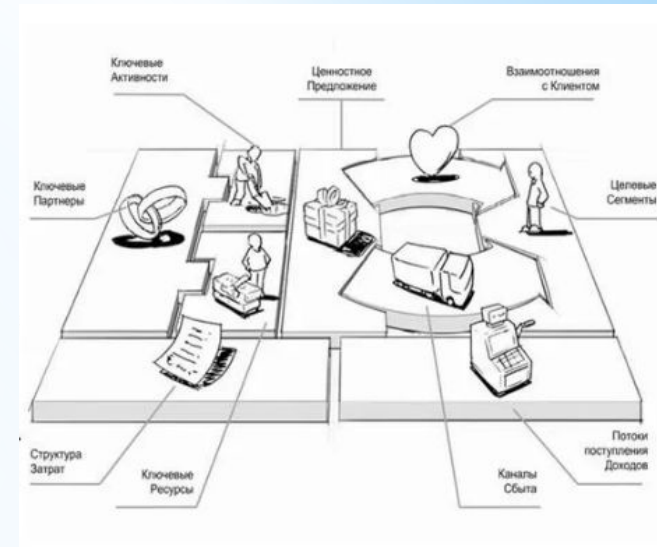 Ключевые
Активности
Ценностное
Предложение
Взаимоотношения
с Клиентом
Ключевые
Партнеры
Целевые
Сегменты
Структура
Затрат
Ключевые
Ресурсы
Каналы
Сбыта
Потоки
поступления
Доходов